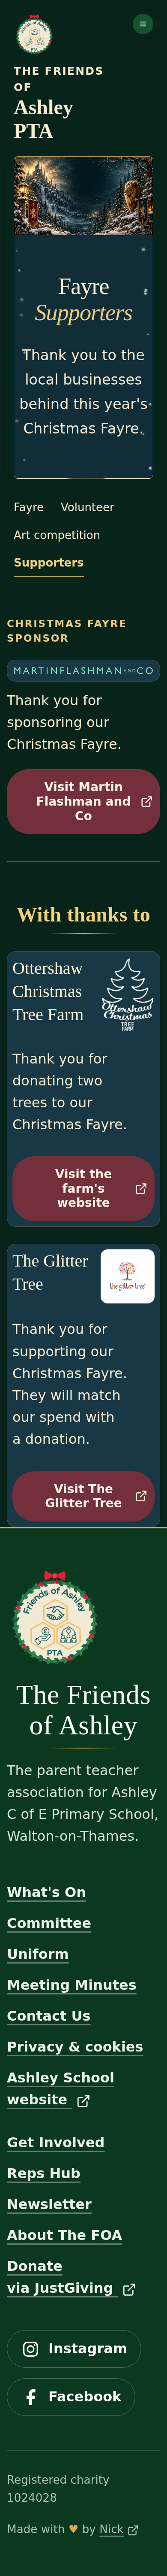 THE FRIENDS
OF
Ashley
PTA
Fayre
Supporters
Thank you to the
local businesses
behind this year's
Christmas Fayre.
Fayre
Volunteer
Art competition
Supporters
CHRISTMAS FAYRE
SPONSOR
MARTINFLASHMANANDCO
Thank you for
sponsoring our
Christmas Fayre.
Visit Martin
Flashman and
Co
With thanks to
Ottershaw
Christmas
Tree Farm
Ottershaw
Christmas
TREE
FARM
Thank you for
donating two
trees to our
Christmas Fayre.
Visit the
farm's
website
The Glitter
Tree
the glitter tree
Thank you for
supporting our
Christmas Fayre.
They will match
our spend with
a donation.
Visit The
Glitter Tree
Friends of Ashley
PTA
The Friends
of Ashley
The parent teacher
association for Ashley
C of E Primary School,
Walton-on-Thames.
What's On
Committee
Uniform
Meeting Minutes
Contact Us
Privacy & cookies
Ashley School
website
Get Involved
Reps Hub
Newsletter
About The FOA
Donate
via JustGiving
Instagram
Facebook
Registered charity
1024028
Made with ♥ by Nick